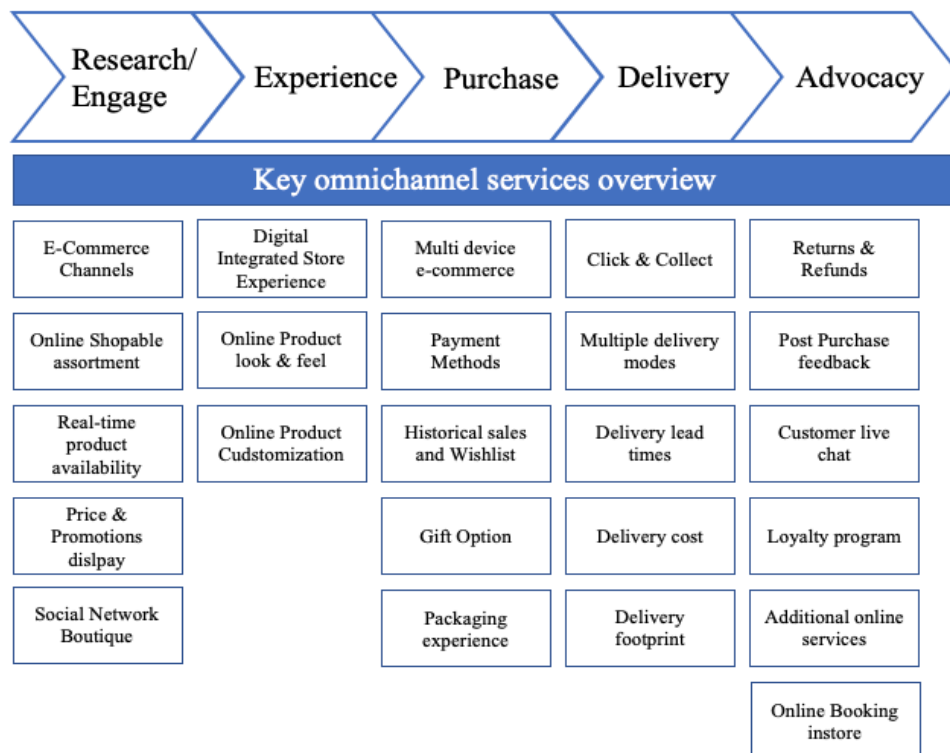 Research/
Engage
Experience
Purchase
Delivery
Advocacy
Key omnichannel services overview
E-Commerce
Channels
Digital
Integrated Store
Experience
Multi device
e-commerce
Click & Collect
Returns &
Refunds
Online Shopable
assortment
Online Product
look & feel
Payment
Methods
Multiple delivery
modes
Post Purchase
feedback
Real-time
product
availability
Online Product
Cudstomization
Historical sales
and Wishlist
Delivery lead
times
Customer live
chat
Price &
Promotions
dislpay
Gift Option
Delivery cost
Loyalty program
Social Network
Boutique
Packaging
experience
Delivery
footprint
Additional online
services
Online Booking
instore